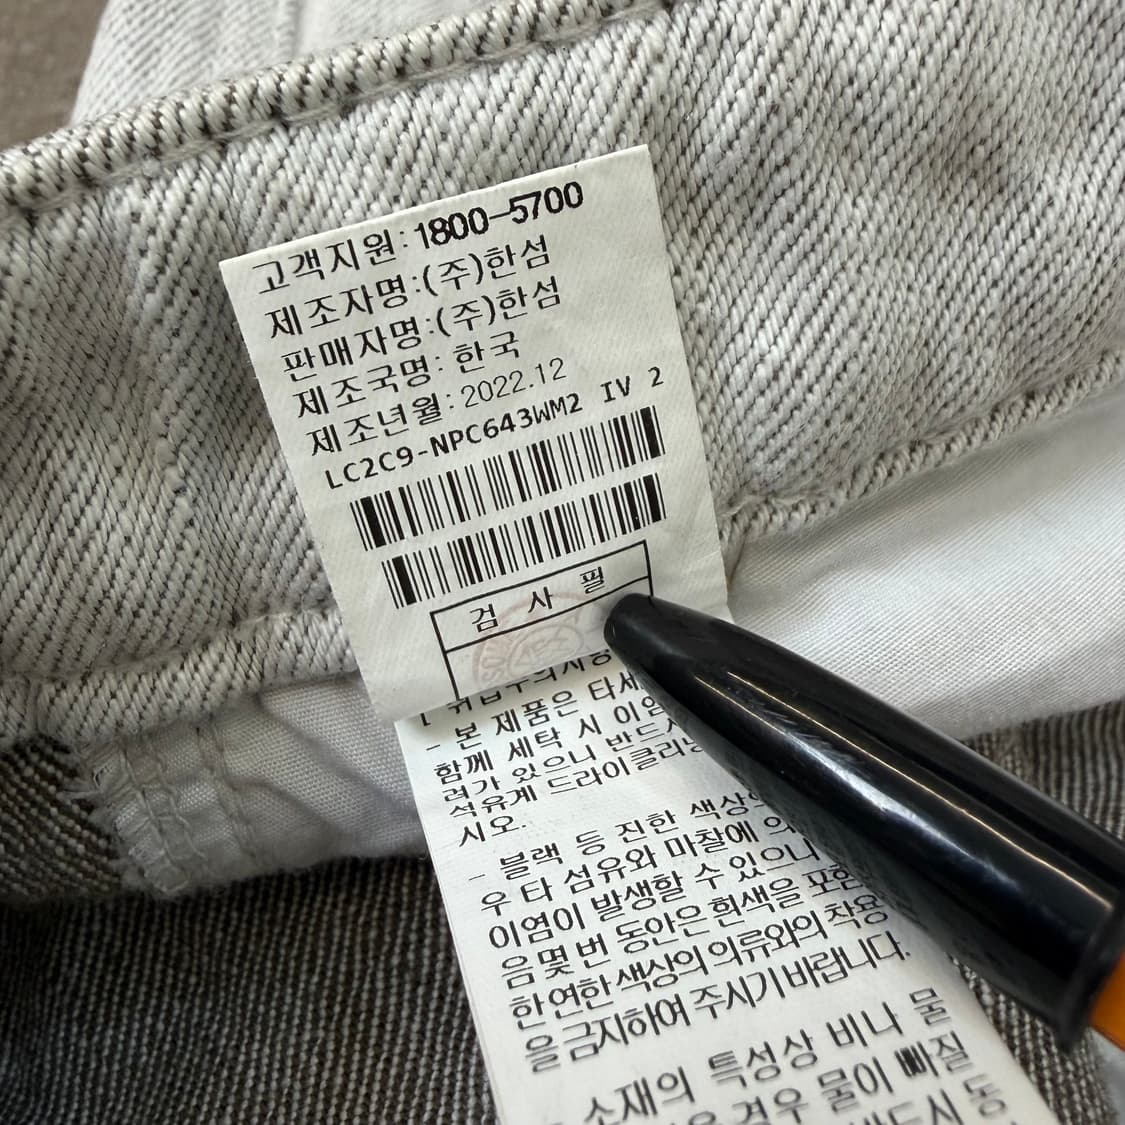 고객지원:1800-5700
제조자명:(주)한섬
판매자명:(주)한섬
제조국명: 한국
제조년월:2022.12
LC2C9-NPC643WM2 IV 2
검 사 필
- 본 제품은
함께 세탁 시
려가 있으니
석유계 드라이클리닝
시오.
- 블랙 등 진한 색상의
우 타 섬유와 마찰에
이염이 발생할 수 있으니
음 몇 번 동안은 흰색을
한 연한 색상의 의류와의 착용
을 금지하여 주시기 바랍니다.
소재의 특성상 비나 물
경우 물이 빠질